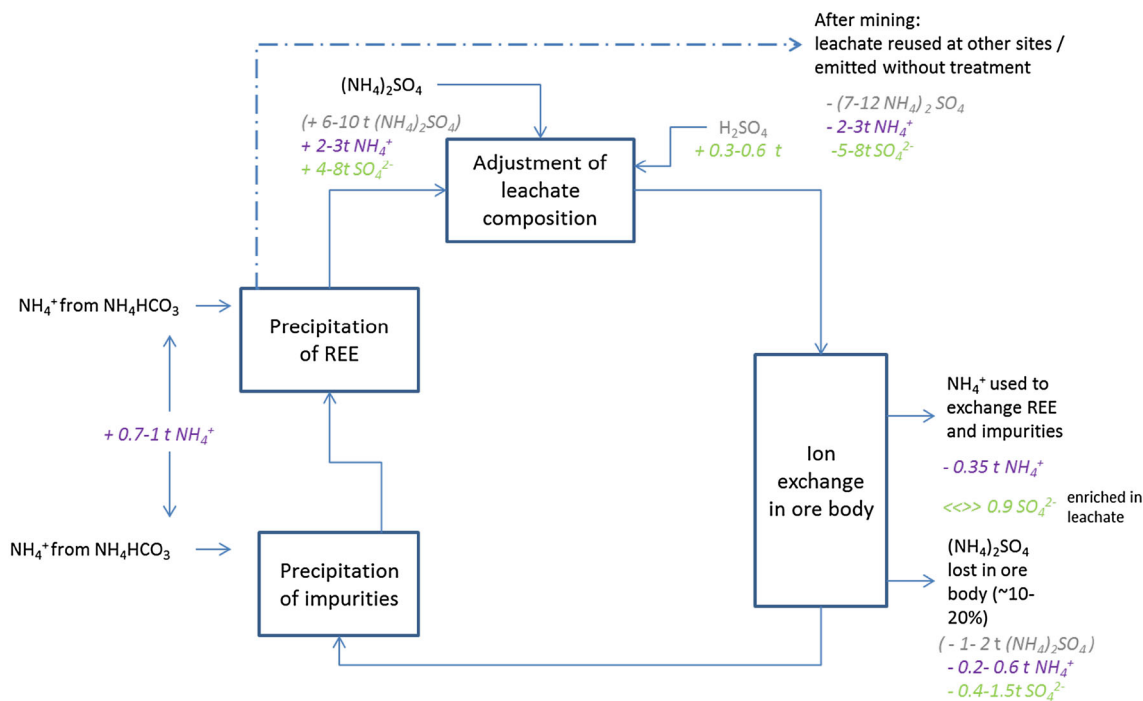 After mining:
leachate reused at other sites /
emitted without treatment
- (7-12 NH₄)₂ SO₄
- 2-3t NH₄⁺
-5-8t SO₄²⁻
(NH₄)₂SO₄
(+ 6-10 t (NH₄)₂SO₄)
+ 2-3t NH₄⁺
+ 4-8t SO₄²⁻
H₂SO₄
+ 0.3-0.6 t
Adjustment of
leachate
composition
NH₄⁺ from NH₄HCO₃
Precipitation
of REE
+ 0.7-1 t NH₄⁺
NH₄⁺ from NH₄HCO₃
Precipitation
of impurities
Ion
exchange
in ore body
NH₄⁺ used to
exchange REE
and impurities
- 0.35 t NH₄⁺
<<>> 0.9 SO₄²⁻ enriched in
leachate
(NH₄)₂SO₄
lost in ore
body (~10-
20%)
( - 1- 2 t (NH₄)₂SO₄)
- 0.2- 0.6 t NH₄⁺
- 0.4-1.5t SO₄²⁻